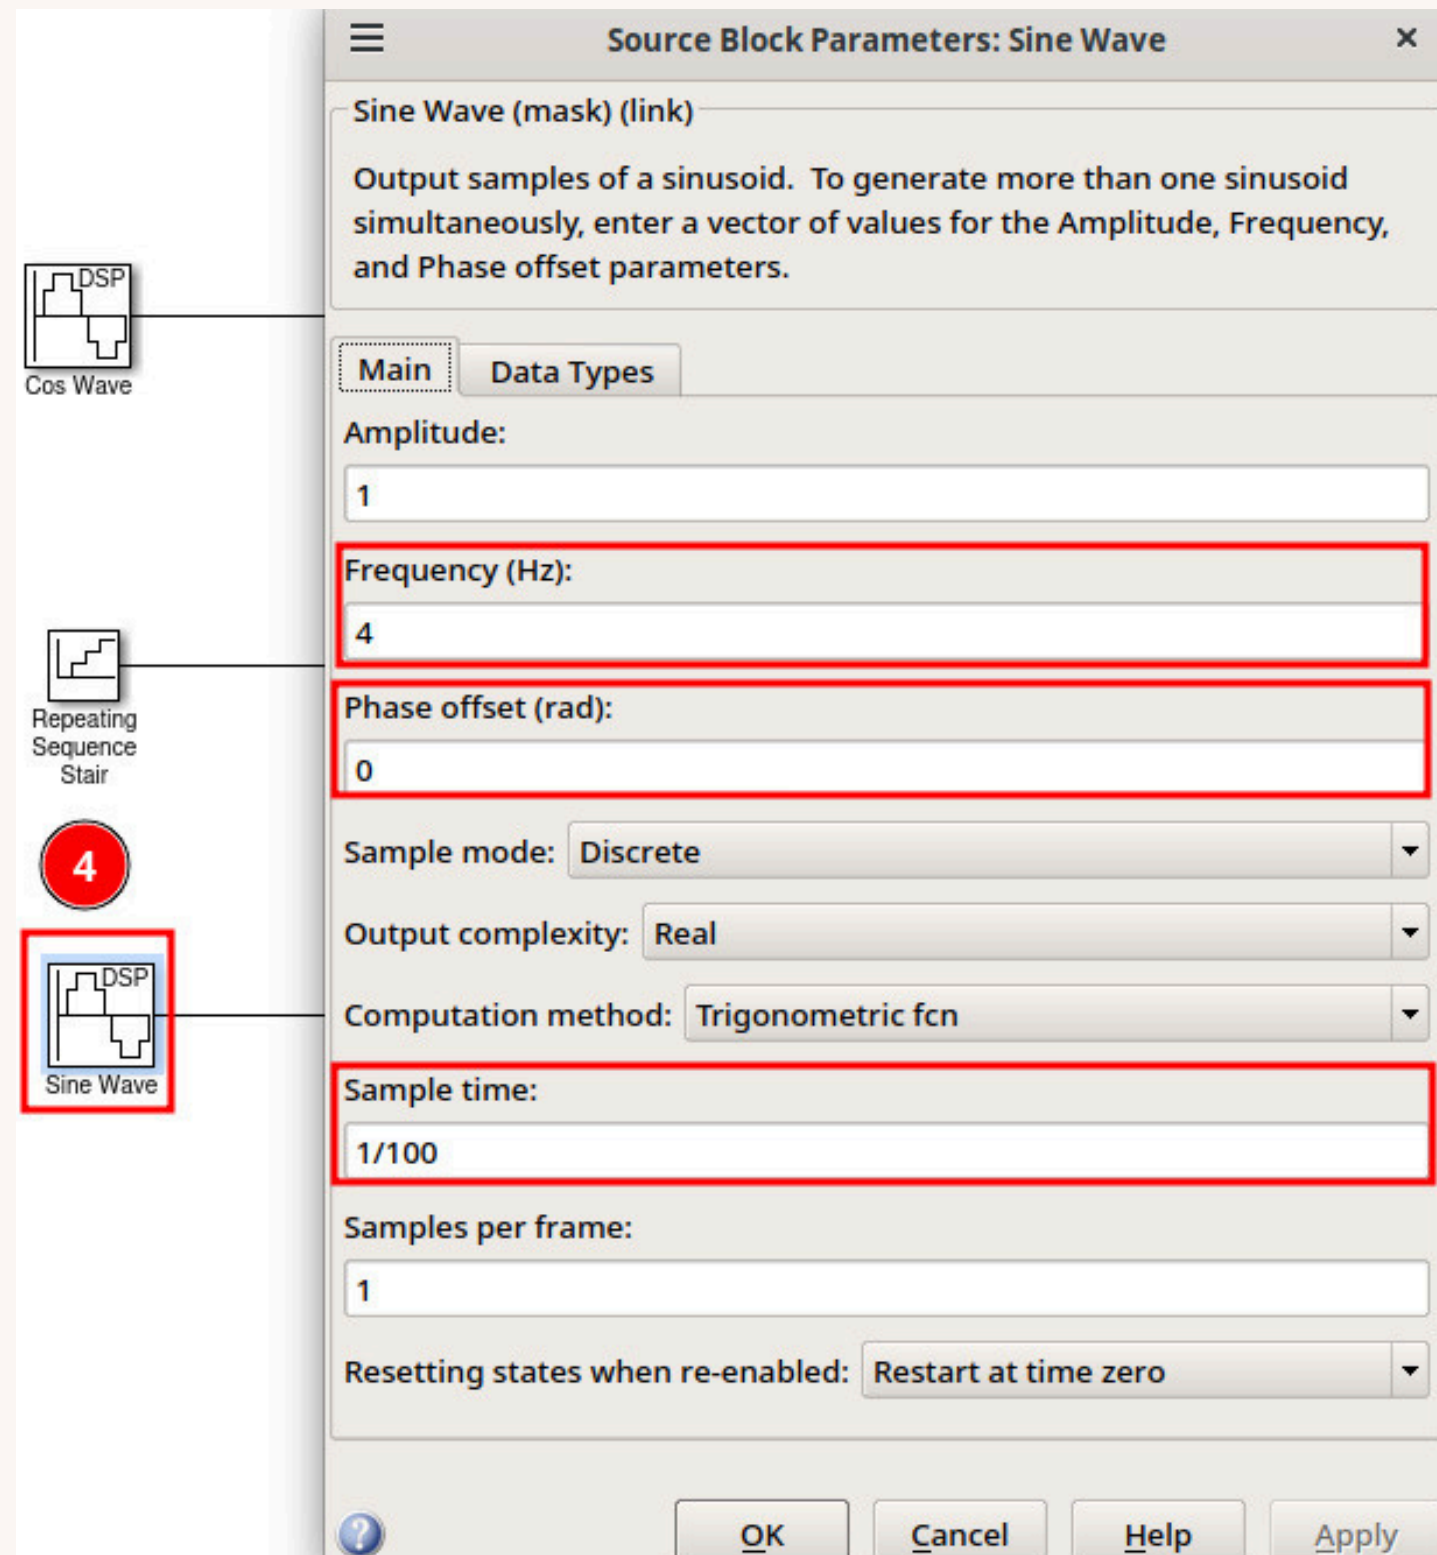 Source Block Parameters: Sine Wave
Sine Wave (mask) (link)
Output samples of a sinusoid.  To generate more than one sinusoid
simultaneously, enter a vector of values for the Amplitude, Frequency,
and Phase offset parameters.
DSP
Cos Wave
Main
Data Types
Amplitude:
1
Frequency (Hz):
4
Repeating
Sequence
Stair
Phase offset (rad):
0
4
Sample mode: Discrete
Output complexity: Real
DSP
Sine Wave
Computation method: Trigonometric fcn
Sample time:
1/100
Samples per frame:
1
Resetting states when re-enabled: Restart at time zero
?
OK
Cancel
Help
Apply